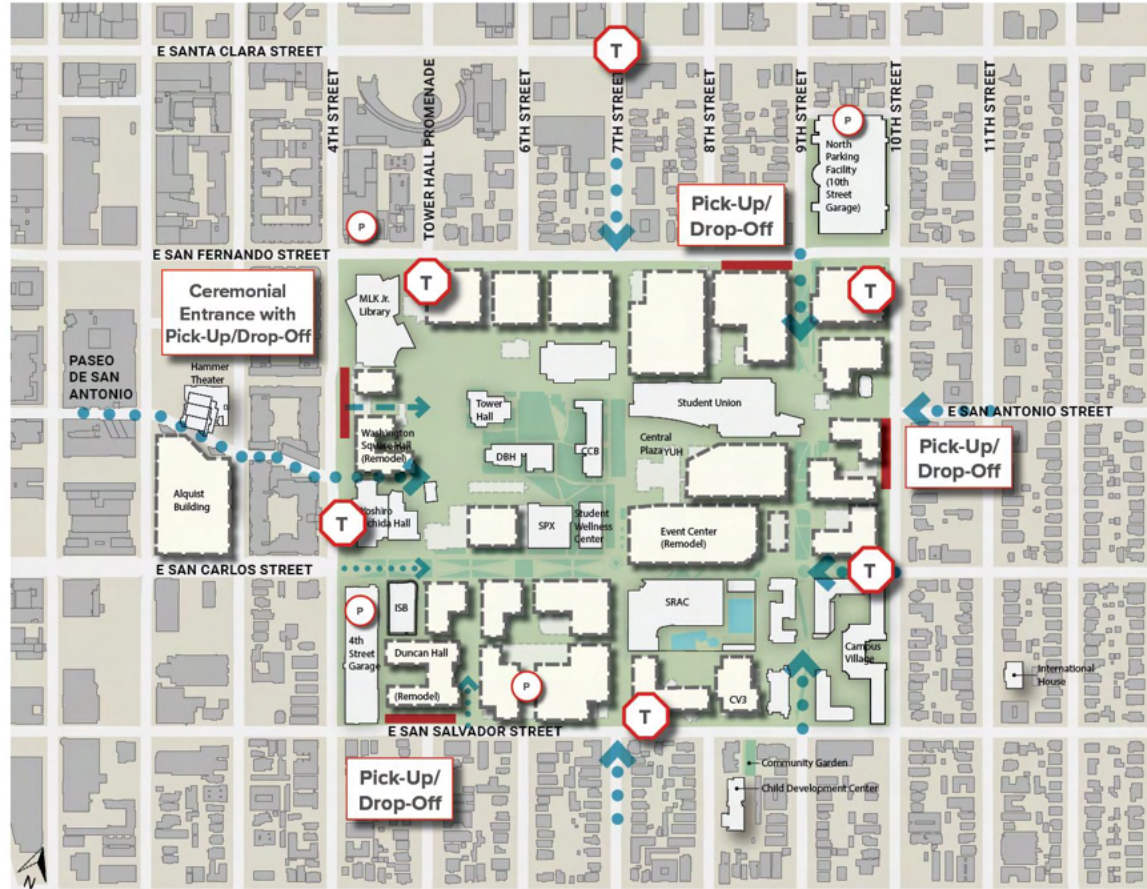 E SANTA CLARA STREET
T
4TH STREET
TOWER HALL PROMENADE
6TH STREET
7TH STREET
8TH STREET
9TH STREET
10TH STREET
11TH STREET
P
North
Parking
Facility
(10th
Street
Garage)
P
Pick-Up/
Drop-Off
E SAN FERNANDO STREET
Ceremonial
Entrance with
Pick-Up/Drop-Off
MLK Jr.
Library
T
T
PASEO
DE SAN
ANTONIO
Hammer
Theater
Tower
Hall
Student Union
E SAN ANTONIO STREET
Pick-Up/
Drop-Off
Washington
Square Hall
(Remodel)
DBH
CCB
Central
Plaza
YUH
Alquist
Building
T
Yoshiro
Uchida Hall
SPX
Student
Wellness
Center
Event Center
(Remodel)
E SAN CARLOS STREET
T
P
ISB
SRAC
4th
Street
Garage
Duncan Hall
(Remodel)
P
Campus
Village
International
House
CV3
T
E SAN SALVADOR STREET
Pick-Up/
Drop-Off
Community Garden
Child Development Center
N